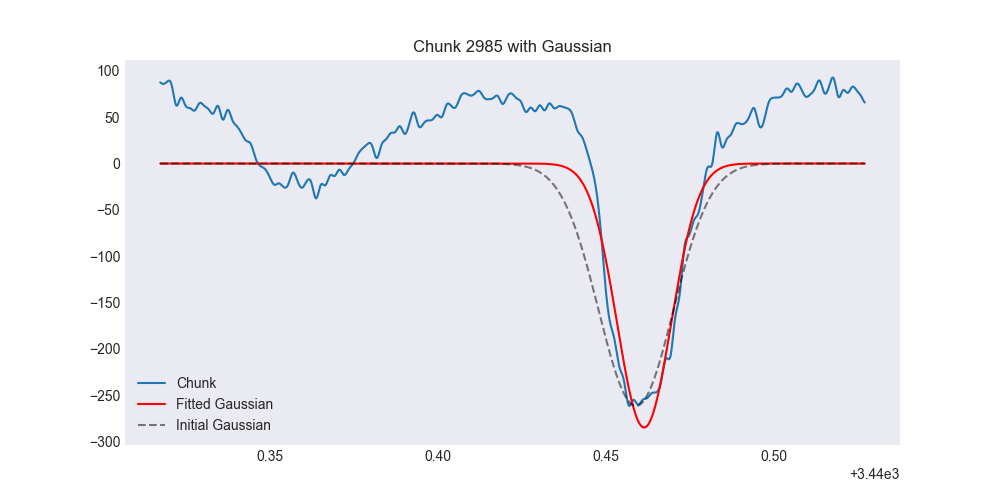 Chunk 2985 with Gaussian
100
50
0
−50
−100
−150
−200
−250
−300
Chunk
Fitted Gaussian
Initial Gaussian
0.35 0.40 0.45 0.50
+3.44e3